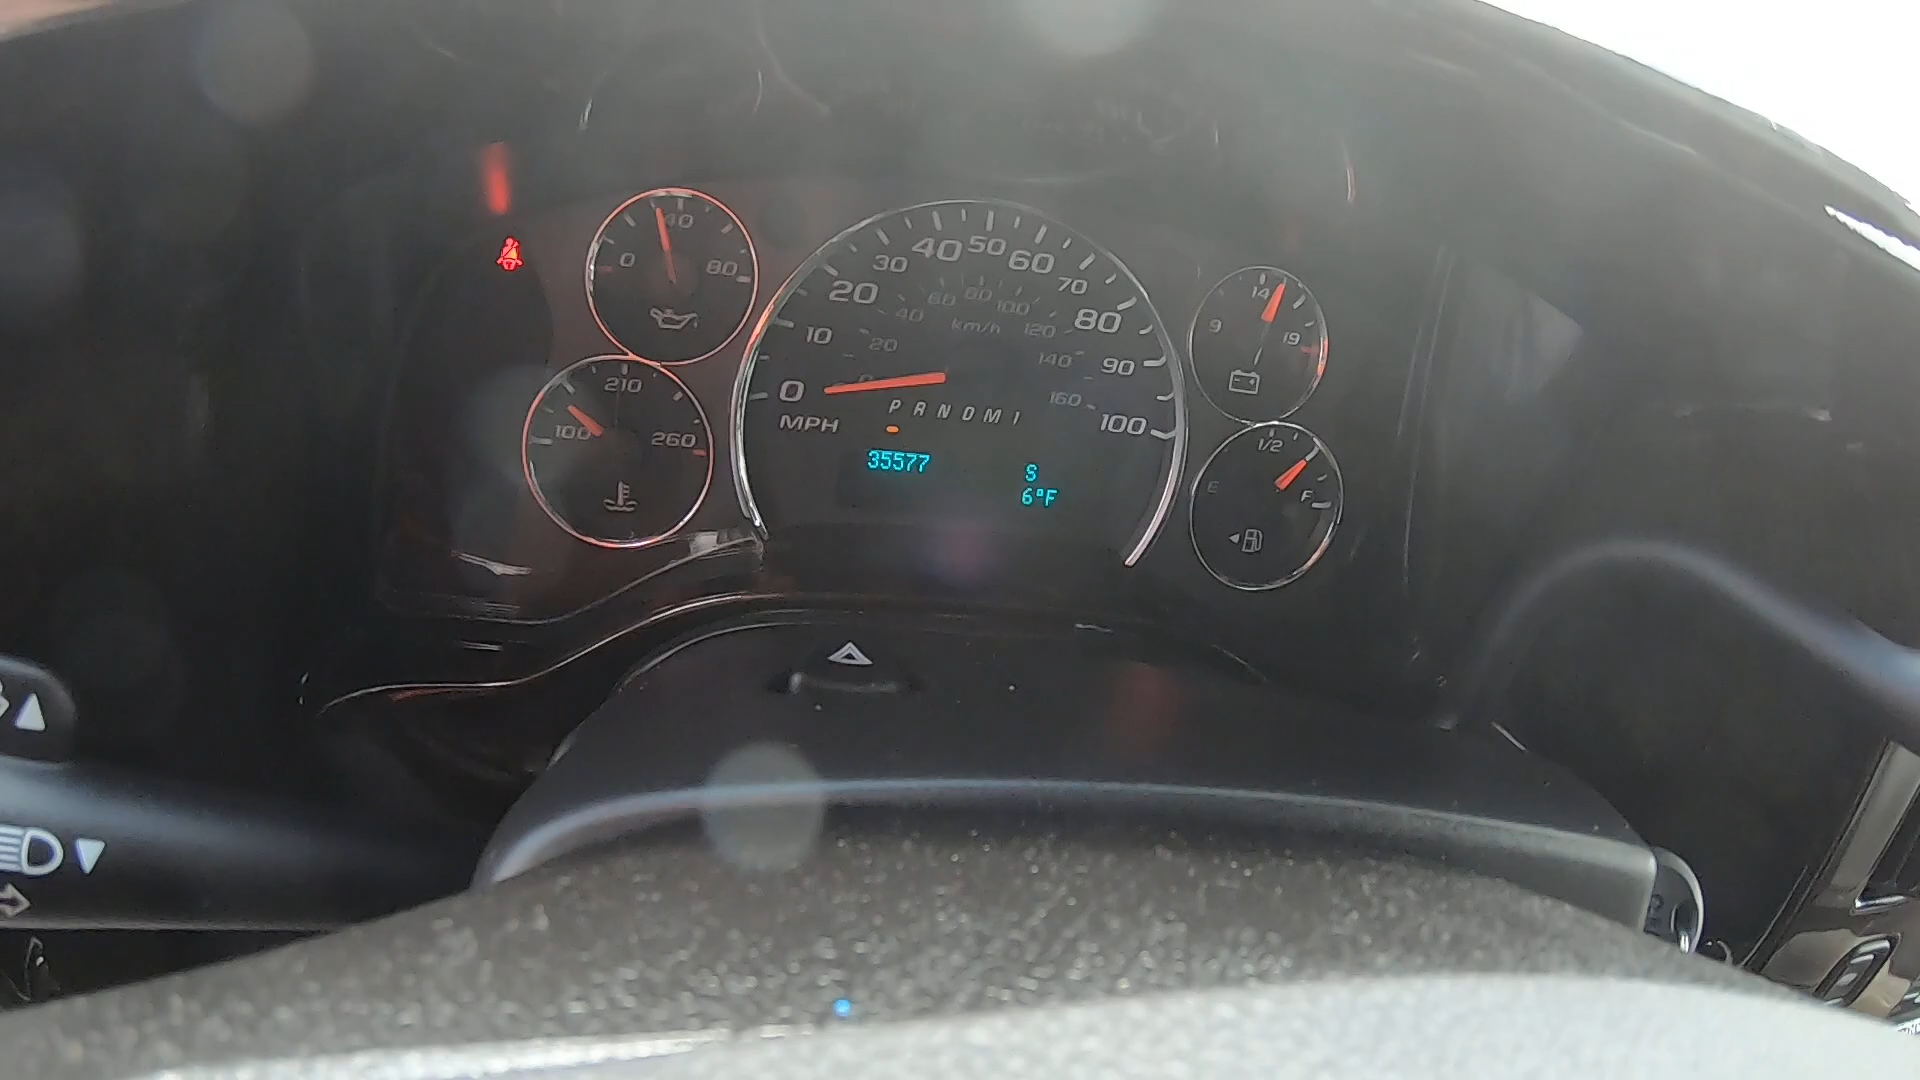 40
0
80
210
100
260
0 10 20 30 40 50 60 70 80 90 100
20 40 60 80 100 120 140 160
km/h
MPH
P R N D M 1
35577
S
6°F
14
9
19
1/2
E
F